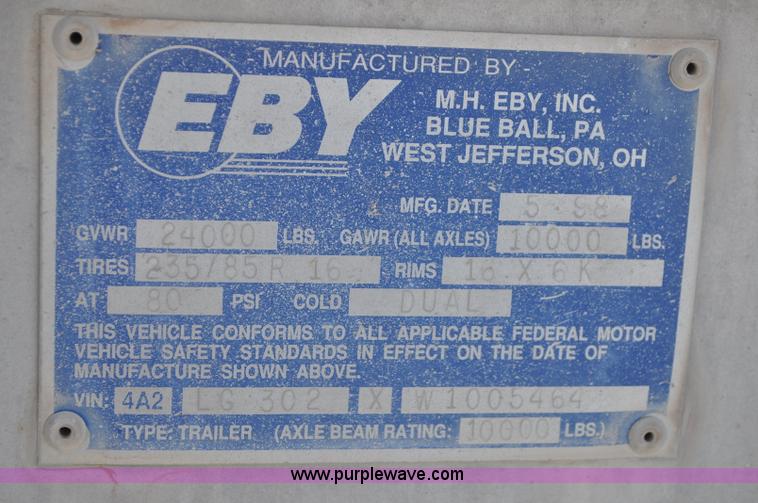 - MANUFACTURED BY -
EBY
M.H. EBY, INC.
BLUE BALL, PA
WEST JEFFERSON, OH
MFG. DATE 5-98
GVWR 24000 LBS. GAWR (ALL AXLES) 10000 LBS.
TIRES 235/85R 16 RIMS 16 X 6K
AT 80 PSI COLD DUAL
THIS VEHICLE CONFORMS TO ALL APPLICABLE FEDERAL MOTOR
VEHICLE SAFETY STANDARDS IN EFFECT ON THE DATE OF
MANUFACTURE SHOWN ABOVE.
VIN: 4A2 LG 302 X W1005464
TYPE: TRAILER (AXLE BEAM RATING: 10000 LBS.)
www.purplewave.com